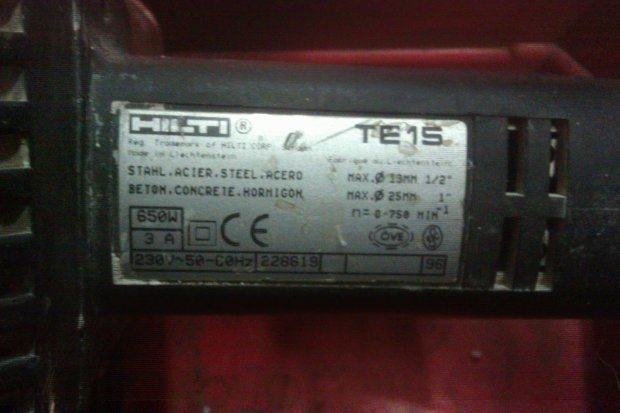 HILTI ® TE15
Reg. Trademark of HILTI CORP.
Made in Liechtenstein Fabriqué au Liechtenstein
STAHL.ACIER.STEEL.ACERO MAX.Ø 13MM 1/2"
BETON.CONCRETE.HORMIGON MAX.Ø 25MM 1"
650W CE n= 0-750 MIN⁻¹
3 A ÖVE
230V~50-60Hz 228619 96